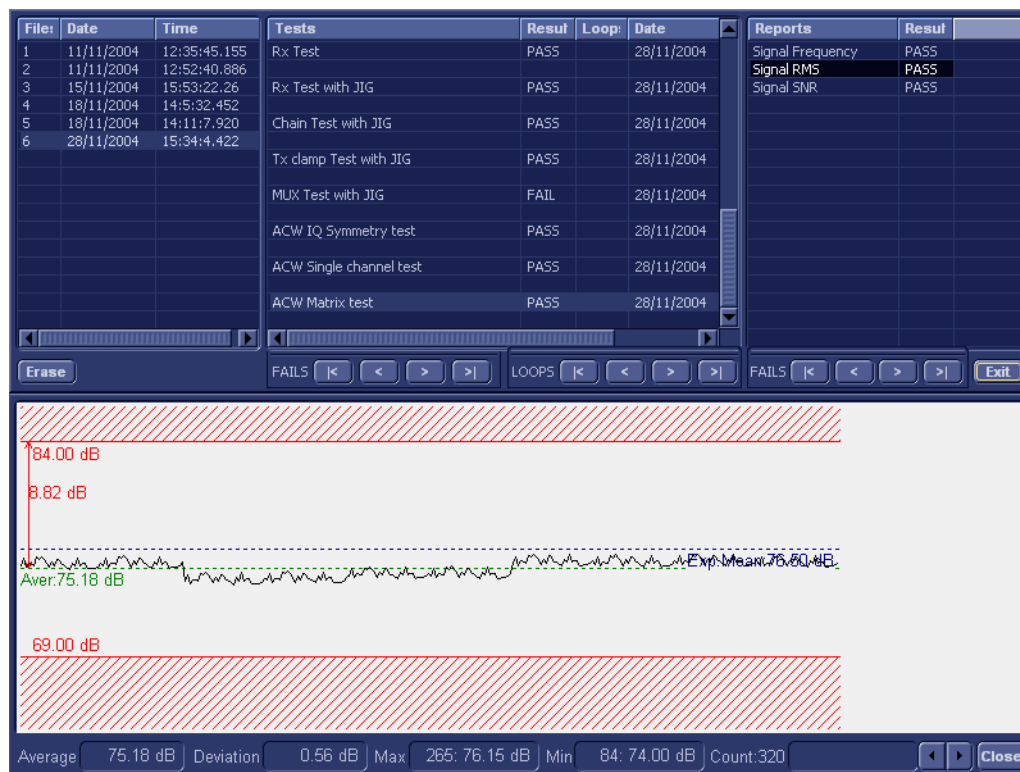 File: Date Time
1 11/11/2004 12:35:45.155
2 11/11/2004 12:52:40.886
3 15/11/2004 15:53:22.26
4 18/11/2004 14:5:32.452
5 18/11/2004 14:11:7.920
6 28/11/2004 15:34:4.422
Erase
Tests Resul Loop: Date
Rx Test PASS 28/11/2004
Rx Test with JIG PASS 28/11/2004
Chain Test with JIG PASS 28/11/2004
Tx clamp Test with JIG PASS 28/11/2004
MUX Test with JIG FAIL 28/11/2004
ACW IQ Symmetry test PASS 28/11/2004
ACW Single channel test PASS 28/11/2004
ACW Matrix test PASS 28/11/2004
FAILS |< < > >| LOOPS |< < > >|
Reports Resul
Signal Frequency PASS
Signal RMS PASS
Signal SNR PASS
FAILS |< < > >| Exit
84.00 dB
8.82 dB
Exp.Mean:76.50 dB
Aver:75.18 dB
69.00 dB
Average 75.18 dB Deviation 0.56 dB Max 265: 76.15 dB Min 84: 74.00 dB Count:320 Close